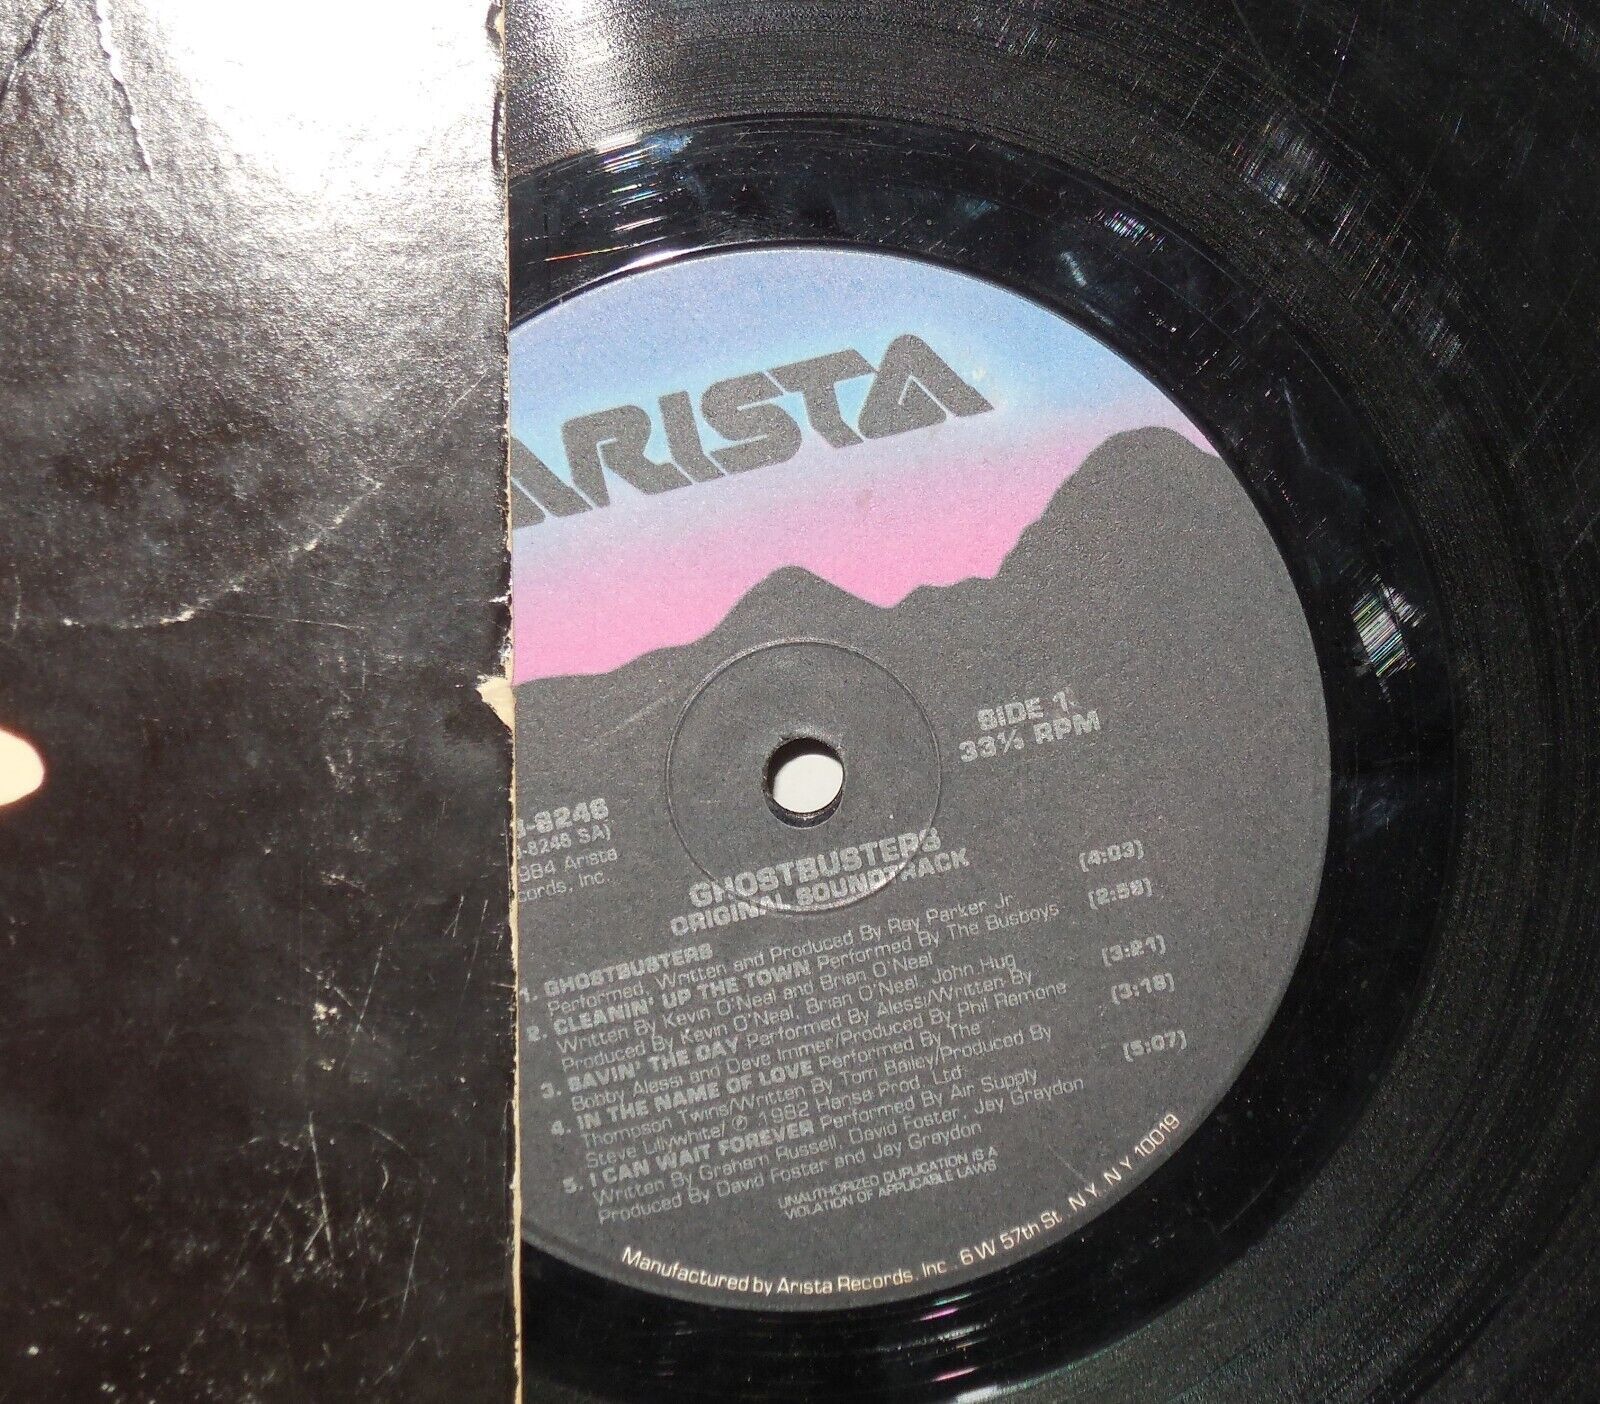 ARISTA
SIDE 1
33⅓ RPM
-8246
-8246 SA)
984 Arista
cords, Inc.
GHOSTBUSTERS
ORIGINAL SOUNDTRACK
1. GHOSTBUSTERS (4:03)
Performed, Written and Produced By Ray Parker Jr
2. CLEANIN' UP THE TOWN Performed By The Busboys (2:58)
Written By Kevin O'Neal and Brian O'Neal
Produced By Kevin O'Neal, Brian O'Neal, John Hug
3. SAVIN' THE DAY Performed By Alessi/Written By (3:21)
Bobby Alessi and Dave Immer/Produced By Phil Ramone
4. IN THE NAME OF LOVE Performed By The (3:18)
Thompson Twins/Written By Tom Bailey/Produced By
Steve Lillywhite/℗ 1982 Hansa Prod., Ltd.
5. I CAN WAIT FOREVER Performed By Air Supply (5:07)
Written By Graham Russell, David Foster, Jay Graydon
Produced By David Foster and Jay Graydon
UNAUTHORIZED DUPLICATION IS A
VIOLATION OF APPLICABLE LAWS
Manufactured by Arista Records, Inc., 6 W 57th St, N.Y. N.Y 10019